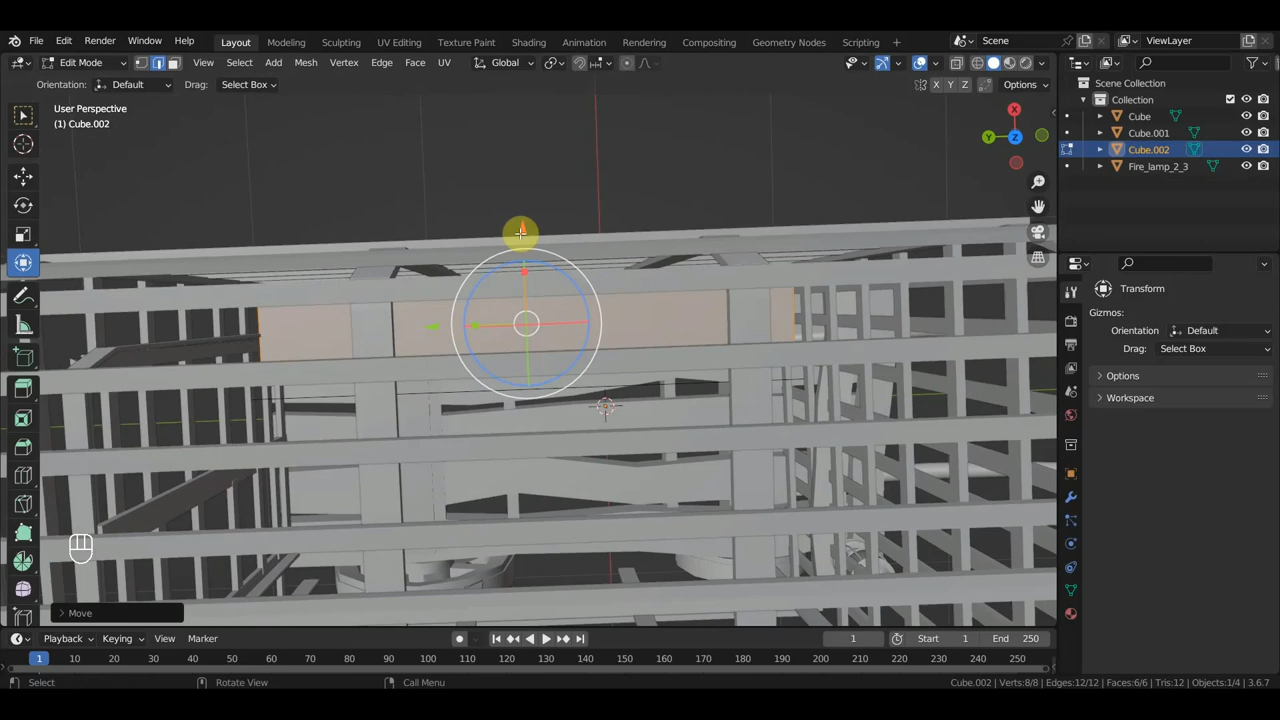 File Edit Render Window Help Layout Modeling Sculpting UV Editing Texture Paint Shading Animation Rendering Compositing Geometry Nodes Scripting + Scene ViewLayer
Edit Mode View Select Add Mesh Vertex Edge Face UV Global
Orientation: Default Drag: Select Box X Y Z Options
User Perspective
(1) Cube.002
X
Y
Z
Scene Collection
Collection
Cube
Cube.001
Cube.002
Fire_lamp_2_3
Transform
Gizmos:
Orientation Default
Drag: Select Box
Options
Workspace
Move
Playback Keying View Marker 1 Start 1 End 250
1 10 20 30 40 50 60 70 80 90 100 110 120 130 140 150 160 170 180 190 200 210 220 230 240 250
Select Rotate View Call Menu Cube.002 | Verts:8/8 | Edges:12/12 | Faces:6/6 | Tris:12 | Objects:1/4 | 3.6.7